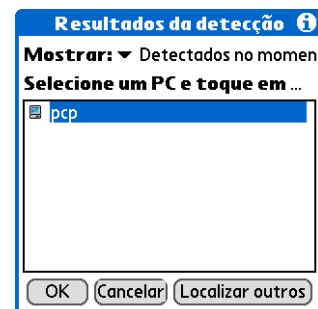 Resultados da detecção
Mostrar: Detectados no momen
Selecione um PC e toque em ...
pcp
OK Cancelar Localizar outros